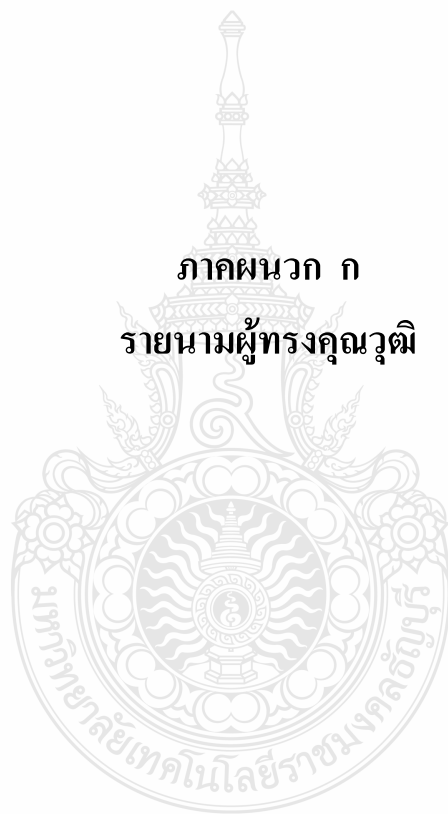 ภาคผนวก ก
รายนามผู้ทรงคุณวุฒิ
มหาวิทยาลัยเทคโนโลยีราชมงคลธัญบุรี